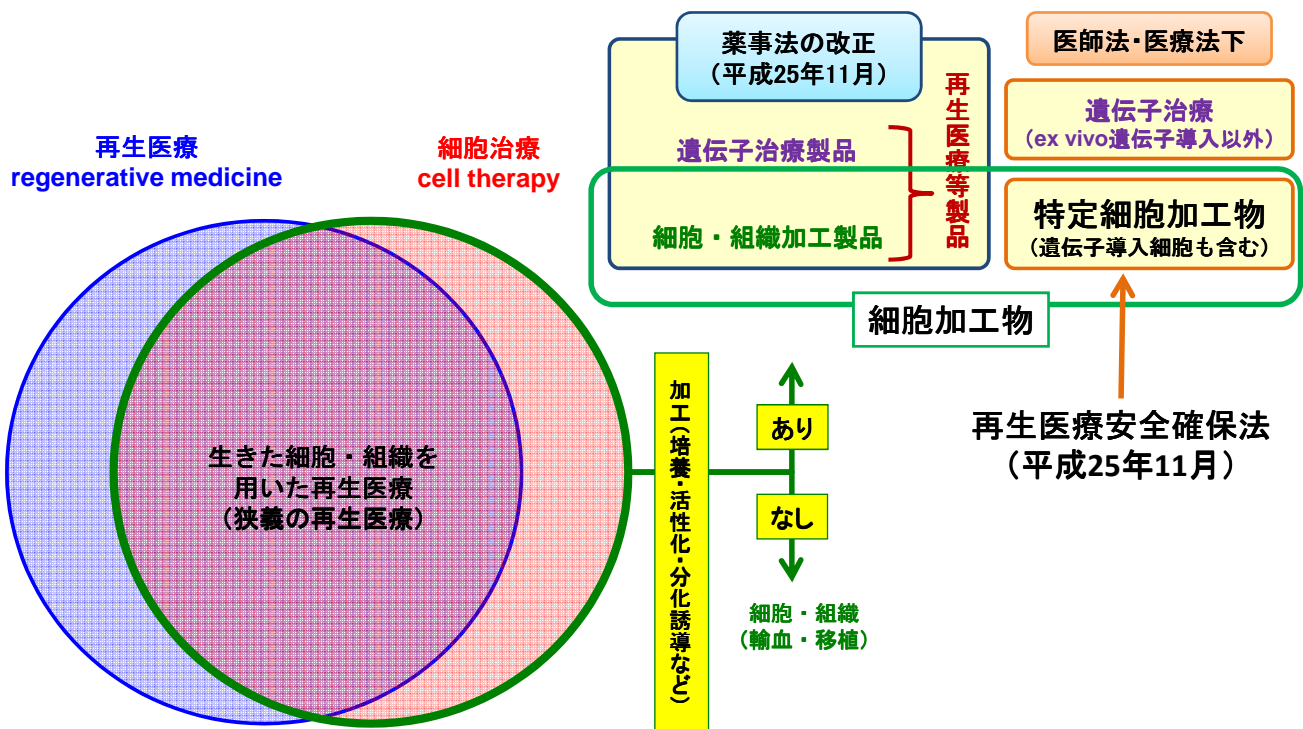 薬事法の改正
(平成25年11月)
医師法・医療法下
再生医療等製品
遺伝子治療製品
細胞・組織加工製品
遺伝子治療
(ex vivo遺伝子導入以外)
特定細胞加工物
(遺伝子導入細胞も含む)
細胞加工物
再生医療
regenerative medicine
細胞治療
cell therapy
生きた細胞・組織を
用いた再生医療
(狭義の再生医療)
加工(培養・活性化・分化誘導など)
あり
なし
細胞・組織
(輸血・移植)
再生医療安全確保法
(平成25年11月)